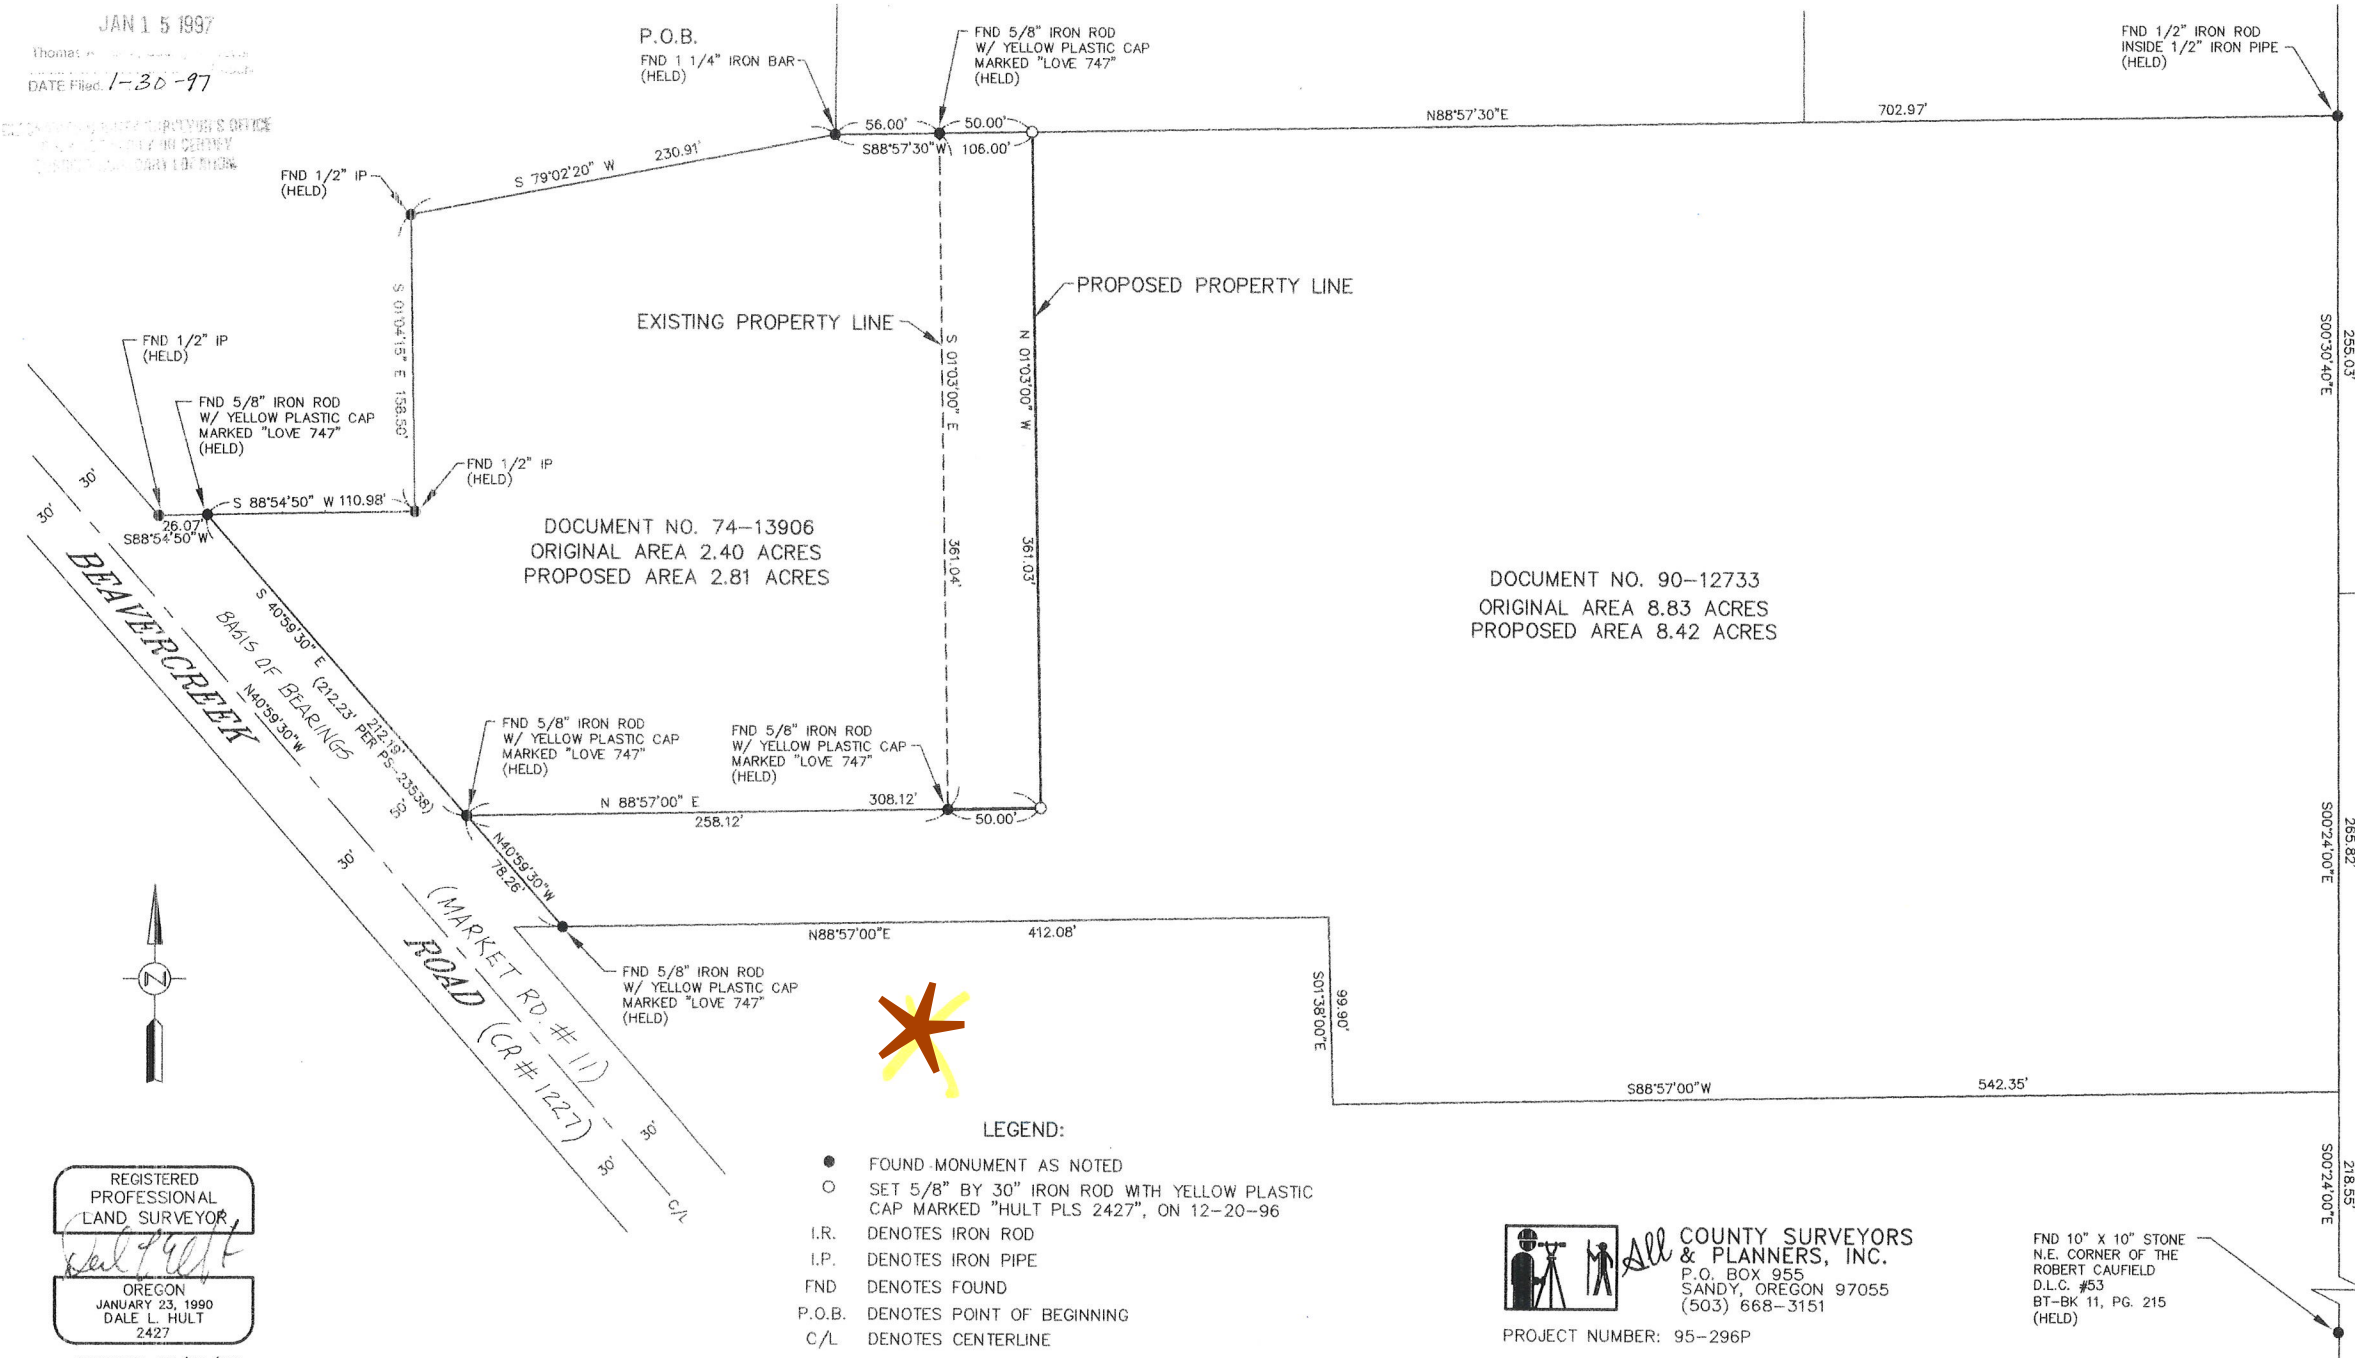 JAN 1 5 1997
Thomas
DATE Filed. 1-30-97
P.O.B.
FND 1 1/4" IRON BAR
(HELD)
FND 5/8" IRON ROD
W/ YELLOW PLASTIC CAP
MARKED "LOVE 747"
(HELD)
FND 1/2" IRON ROD
INSIDE 1/2" IRON PIPE
(HELD)
56.00'
50.00'
S88°57'30"W
106.00'
N88°57'30"E
702.97'
S 79°02'20" W
230.91'
FND 1/2" IP
(HELD)
S 01°04'15" E 158.50'
EXISTING PROPERTY LINE
PROPOSED PROPERTY LINE
S 01°03'00" E
361.04'
N 01°03'00" W
361.03'
255.03'
S00°30'40"E
FND 1/2" IP
(HELD)
FND 5/8" IRON ROD
W/ YELLOW PLASTIC CAP
MARKED "LOVE 747"
(HELD)
FND 1/2" IP
(HELD)
S 88°54'50" W 110.98'
26.07'
S88°54'50"W
30'
30'
DOCUMENT NO. 74-13906
ORIGINAL AREA 2.40 ACRES
PROPOSED AREA 2.81 ACRES
DOCUMENT NO. 90-12733
ORIGINAL AREA 8.83 ACRES
PROPOSED AREA 8.42 ACRES
S 40°59'30" E
212.19'
(212.23' PER PS-23538)
BASIS OF BEARINGS
N40°59'30"W
BEAVERCREEK
ROAD
(MARKET RD. # 11)
(CR # 1227)
30'
30'
FND 5/8" IRON ROD
W/ YELLOW PLASTIC CAP
MARKED "LOVE 747"
(HELD)
FND 5/8" IRON ROD
W/ YELLOW PLASTIC CAP
MARKED "LOVE 747"
(HELD)
N 88°57'00" E
308.12'
258.12'
50.00'
N40°59'30"W
78.26'
265.82'
S00°24'00"E
N88°57'00"E
412.08'
FND 5/8" IRON ROD
W/ YELLOW PLASTIC CAP
MARKED "LOVE 747"
(HELD)
99.90'
S01°38'00"E
S88°57'00"W
542.35'
N
30'
30'
C/L
LEGEND:
FOUND MONUMENT AS NOTED
SET 5/8" BY 30" IRON ROD WITH YELLOW PLASTIC
CAP MARKED "HULT PLS 2427", ON 12-20-96
I.R. DENOTES IRON ROD
I.P. DENOTES IRON PIPE
FND DENOTES FOUND
P.O.B. DENOTES POINT OF BEGINNING
C/L DENOTES CENTERLINE
218.55'
S00°24'00"E
REGISTERED
PROFESSIONAL
LAND SURVEYOR
OREGON
JANUARY 23, 1990
DALE L. HULT
2427
All COUNTY SURVEYORS
& PLANNERS, INC.
P.O. BOX 955
SANDY, OREGON 97055
(503) 668-3151
PROJECT NUMBER: 95-296P
FND 10" X 10" STONE
N.E. CORNER OF THE
ROBERT CAUFIELD
D.L.C. #53
BT-BK 11, PG. 215
(HELD)